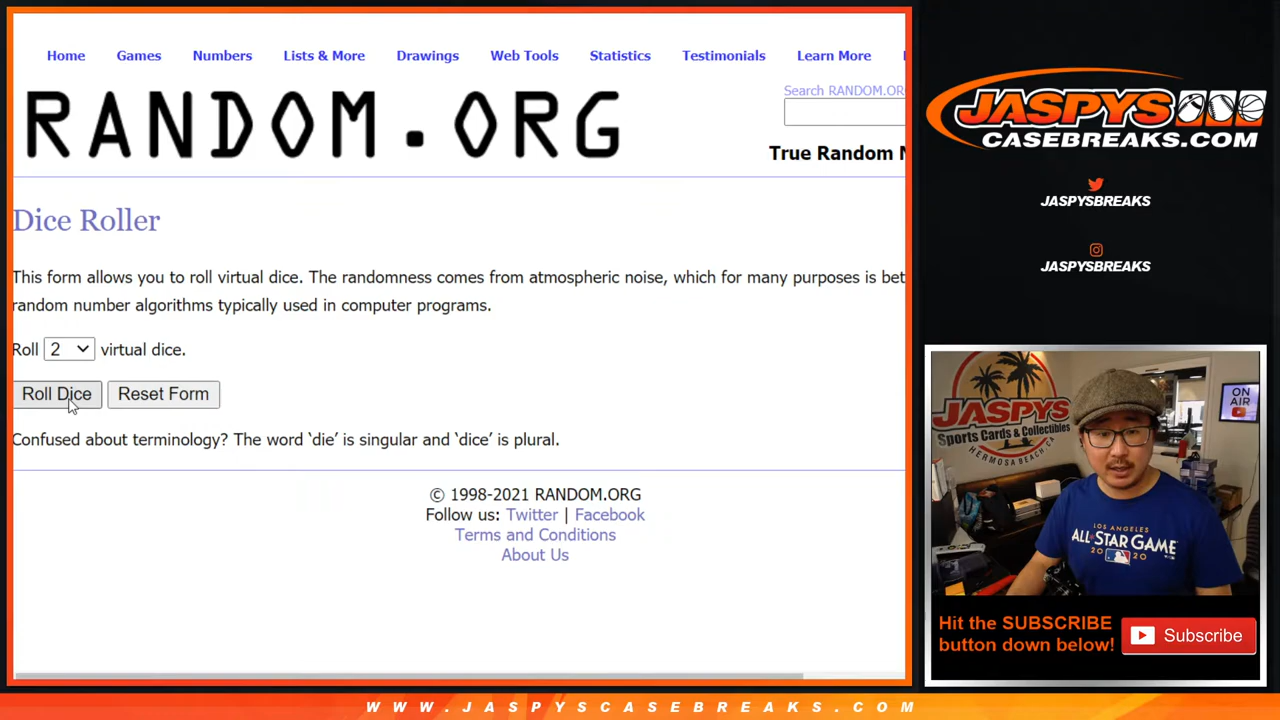 Home Games Numbers Lists & More Drawings Web Tools Statistics Testimonials Learn More
RANDOM.ORG
Search RANDOM.OR
True Random
Dice Roller
This form allows you to roll virtual dice. The randomness comes from atmospheric noise, which for many purposes is bet
random number algorithms typically used in computer programs.
Roll 2 virtual dice.
Roll Dice Reset Form
Confused about terminology? The word ‘die’ is singular and ‘dice’ is plural.
© 1998-2021 RANDOM.ORG
Follow us: Twitter | Facebook
Terms and Conditions
About Us
JASPYS
CASEBREAKS.COM
JASPYSBREAKS
JASPYSBREAKS
JASPYS
Sports Cards & Collectibles
HERMOSA BEACH CA
ON
AIR
LOS ANGELES
ALL-STAR GAME
2020
Hit the SUBSCRIBE
button down below!
Subscribe
WWW.JASPYSCASEBREAKS.COM